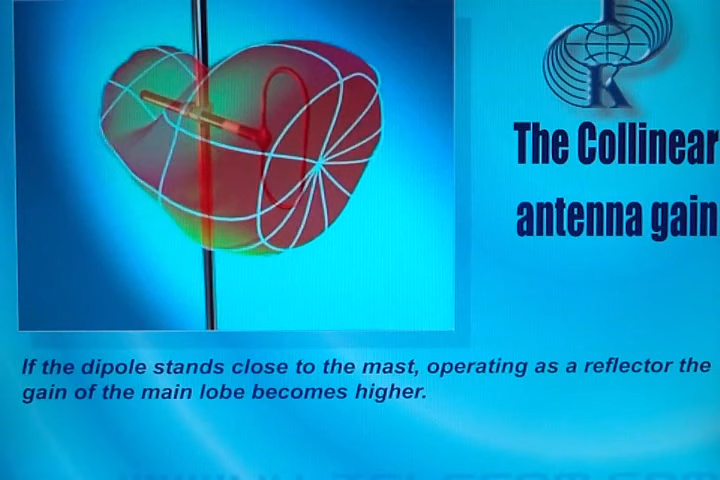 K
The Collinear
antenna gain
If the dipole stands close to the mast, operating as a reflector the
gain of the main lobe becomes higher.